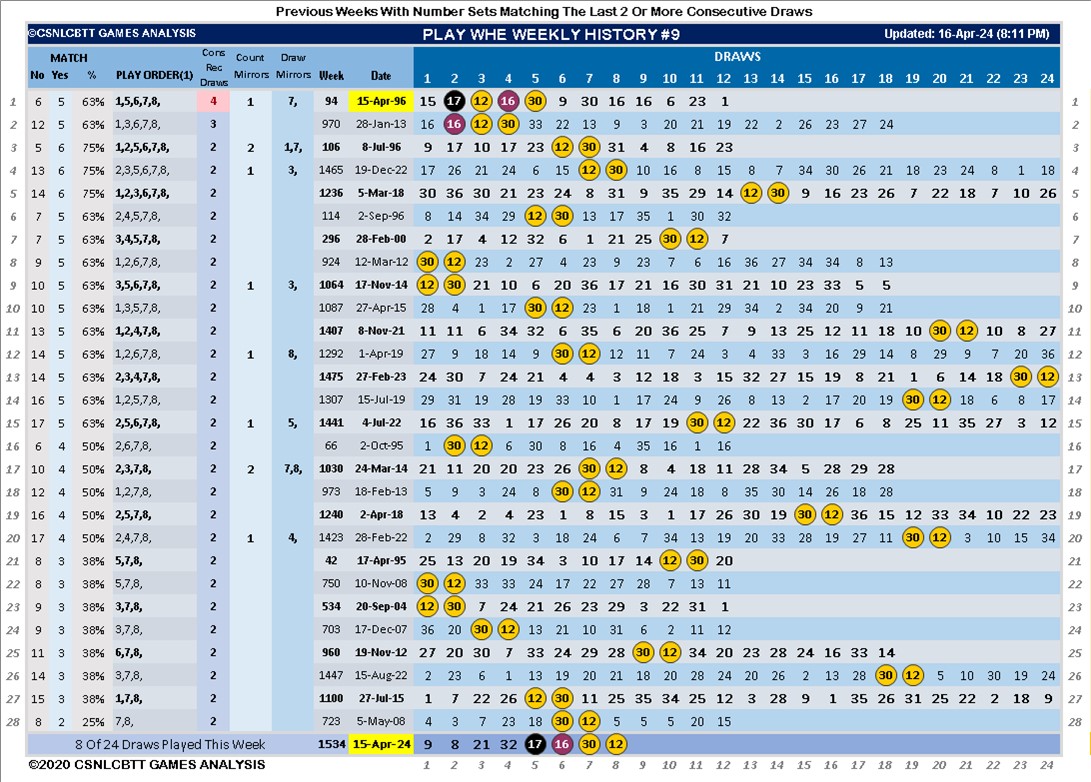 Previous Weeks With Number Sets Matching The Last 2 Or More Consecutive Draws
©CSNLCBTT GAMES ANALYSIS PLAY WHE WEEKLY HISTORY #9 Updated: 16-Apr-24 (8:11 PM)
MATCH Cons Rec Draws Count Mirrors Draw Mirrors DRAWS
No Yes % PLAY ORDER(1) Week Date 1 2 3 4 5 6 7 8 9 10 11 12 13 14 15 16 17 18 19 20 21 22 23 24
1 6 5 63% 1,5,6,7,8, 4 1 7, 94 15-Apr-96 15 17 12 16 30 9 30 16 16 6 23 1 1
2 12 5 63% 1,3,6,7,8, 3 970 28-Jan-13 16 16 12 30 33 22 13 9 3 20 21 19 22 2 26 23 27 24 2
3 5 6 75% 1,2,5,6,7,8, 2 2 1,7, 106 8-Jul-96 9 17 10 17 23 12 30 31 4 8 16 23 3
4 13 6 75% 2,3,5,6,7,8, 2 1 3, 1465 19-Dec-22 17 26 21 24 6 15 12 30 10 16 8 15 8 7 34 30 26 21 18 23 24 8 1 18 4
5 14 6 75% 1,2,3,6,7,8, 2 1236 5-Mar-18 30 36 30 21 23 24 8 31 9 35 29 14 12 30 9 16 23 26 7 22 18 7 10 26 5
6 7 5 63% 2,4,5,7,8, 2 114 2-Sep-96 8 14 34 29 12 30 13 17 35 1 30 32 6
7 7 5 63% 3,4,5,7,8, 2 296 28-Feb-00 2 17 4 12 32 6 1 21 25 30 12 7 7
8 9 5 63% 1,2,6,7,8, 2 924 12-Mar-12 30 12 23 2 27 4 23 9 23 7 6 16 13 36 27 34 34 8 13 8
9 10 5 63% 3,5,6,7,8, 2 1 3, 1064 17-Nov-14 12 30 21 10 6 20 36 17 21 16 30 31 21 10 23 33 5 5 9
10 10 5 63% 1,3,5,7,8, 2 1087 27-Apr-15 28 4 1 17 30 12 23 1 18 1 21 29 34 2 34 20 9 21 10
11 13 5 63% 1,2,4,7,8, 2 1407 8-Nov-21 11 11 6 34 32 6 35 6 20 36 25 7 9 13 25 12 11 18 10 30 12 10 8 27 11
12 14 5 63% 1,2,6,7,8, 2 1 8, 1292 1-Apr-19 27 9 18 14 9 30 12 12 11 7 24 3 4 33 3 16 29 14 8 29 9 7 20 36 12
13 14 5 63% 2,3,4,7,8, 2 1475 27-Feb-23 24 30 7 24 21 4 4 3 12 18 3 15 32 27 15 19 8 21 1 6 14 18 30 12 13
14 16 5 63% 1,2,5,7,8, 2 1307 15-Jul-19 29 31 19 28 19 33 10 1 17 24 9 26 8 13 2 17 20 19 30 12 18 6 8 17 14
15 17 5 63% 2,5,6,7,8, 2 1 5, 1441 4-Jul-22 16 36 33 1 17 26 20 8 17 19 30 12 22 36 30 17 6 8 25 11 35 27 3 12 15
16 6 4 50% 2,6,7,8, 2 66 2-Oct-95 1 30 12 6 30 8 16 4 35 16 1 16 16
17 10 4 50% 2,3,7,8, 2 2 7,8, 1030 24-Mar-14 21 11 20 20 23 26 30 12 8 4 18 11 28 34 5 28 29 28 17
18 12 4 50% 1,2,7,8, 2 973 18-Feb-13 5 9 3 24 8 30 12 31 9 24 18 8 35 30 14 26 18 28 18
19 16 4 50% 2,5,7,8, 2 1240 2-Apr-18 13 4 2 4 23 1 8 15 3 1 17 26 30 14 30 12 36 15 12 33 34 10 22 23 19
20 17 4 50% 2,4,7,8, 2 1 4, 1423 28-Feb-22 2 29 8 32 3 18 24 6 7 34 13 19 20 33 28 19 27 11 30 12 3 10 15 34 20
21 8 3 38% 5,7,8, 2 42 17-Apr-95 25 13 20 19 34 3 10 17 14 12 30 20 21
22 8 3 38% 5,7,8, 2 750 10-Nov-08 30 12 33 33 24 17 22 27 28 7 13 11 22
23 9 3 38% 3,7,8, 2 534 20-Sep-04 12 30 7 24 21 26 23 29 3 22 31 1 23
24 9 3 38% 3,7,8, 2 703 17-Dec-07 36 20 30 12 13 21 10 31 6 2 11 12 24
25 11 3 38% 6,7,8, 2 960 19-Nov-12 27 20 30 7 33 24 29 28 30 12 34 20 23 28 24 16 33 14 25
26 14 3 38% 3,7,8, 2 1447 15-Aug-22 2 23 6 1 13 19 20 21 18 20 28 24 20 26 2 13 28 30 12 5 10 30 19 24 26
27 15 3 38% 1,7,8, 2 1100 27-Jul-15 1 7 22 26 12 30 11 25 35 34 25 12 3 28 9 1 35 26 31 25 22 2 18 9 27
28 8 2 25% 7,8, 2 723 5-May-08 4 3 7 23 18 30 12 5 5 5 20 15 28
8 Of 24 Draws Played This Week 1534 15-Apr-24 9 8 21 32 17 16 30 12
©2020 CSNLCBTT GAMES ANALYSIS 1 2 3 4 5 6 7 8 9 10 11 12 13 14 15 16 17 18 19 20 21 22 23 24